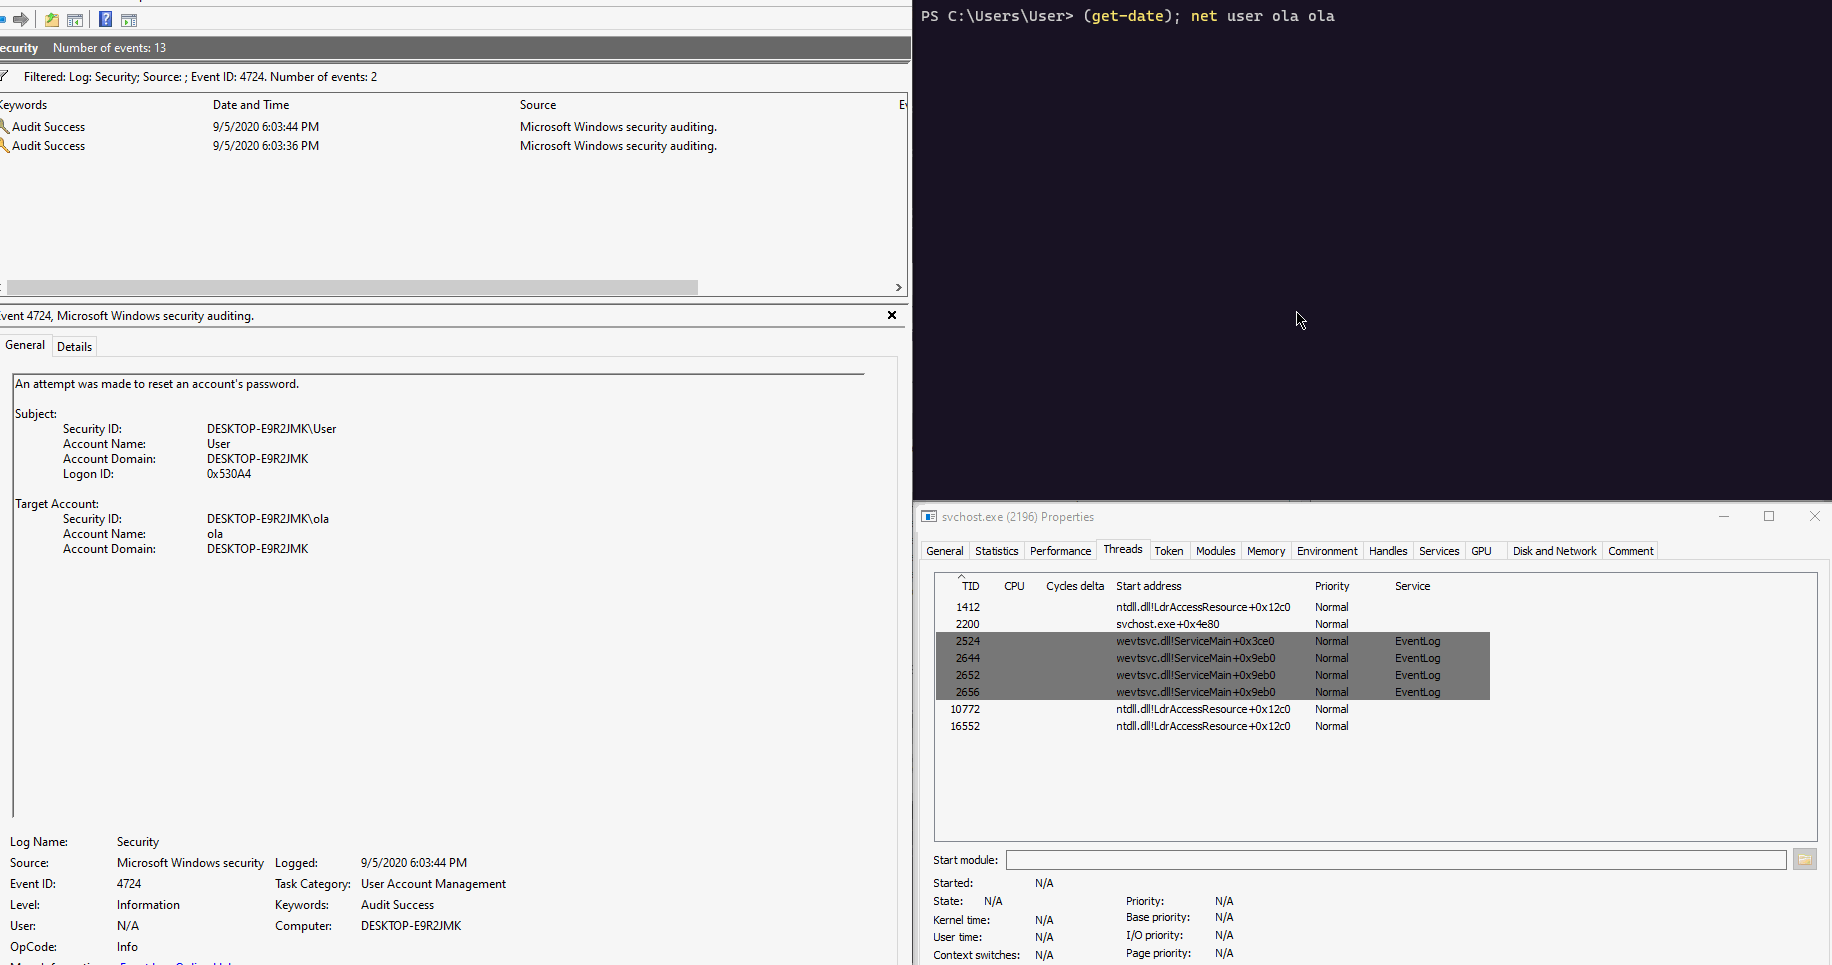 ecurity Number of events: 13
Filtered: Log: Security; Source: ; Event ID: 4724. Number of events: 2
Keywords Date and Time Source Ev
Audit Success 9/5/2020 6:03:44 PM Microsoft Windows security auditing.
Audit Success 9/5/2020 6:03:36 PM Microsoft Windows security auditing.
vent 4724, Microsoft Windows security auditing.
General Details
An attempt was made to reset an account's password.
Subject:
Security ID: DESKTOP-E9R2JMK\User
Account Name: User
Account Domain: DESKTOP-E9R2JMK
Logon ID: 0x530A4
Target Account:
Security ID: DESKTOP-E9R2JMK\ola
Account Name: ola
Account Domain: DESKTOP-E9R2JMK
Log Name: Security
Source: Microsoft Windows security Logged: 9/5/2020 6:03:44 PM
Event ID: 4724 Task Category: User Account Management
Level: Information Keywords: Audit Success
User: N/A Computer: DESKTOP-E9R2JMK
OpCode: Info
PS C:\Users\User> (get-date); net user ola ola
svchost.exe (2196) Properties
General Statistics Performance Threads Token Modules Memory Environment Handles Services GPU Disk and Network Comment
TID CPU Cycles delta Start address Priority Service
1412 ntdll.dll!LdrAccessResource+0x12c0 Normal
2200 svchost.exe+0x4e80 Normal
2524 wevtsvc.dll!ServiceMain+0x3ce0 Normal EventLog
2644 wevtsvc.dll!ServiceMain+0x9eb0 Normal EventLog
2652 wevtsvc.dll!ServiceMain+0x9eb0 Normal EventLog
2656 wevtsvc.dll!ServiceMain+0x9eb0 Normal EventLog
10772 ntdll.dll!LdrAccessResource+0x12c0 Normal
16552 ntdll.dll!LdrAccessResource+0x12c0 Normal
Start module:
Started: N/A
State: N/A Priority: N/A
Kernel time: N/A Base priority: N/A
User time: N/A I/O priority: N/A
Context switches: N/A Page priority: N/A